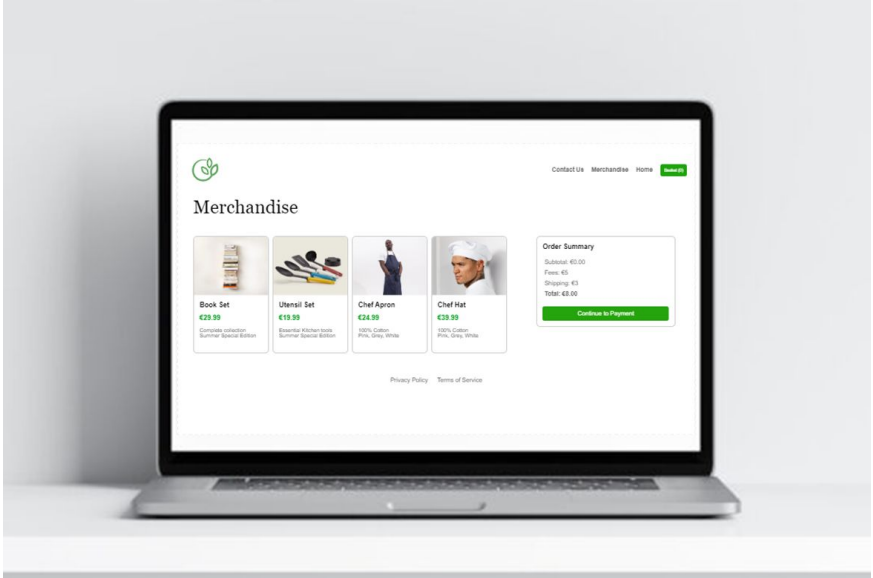 Contact Us Merchandise Home Basket (0)
Merchandise
Book Set
€29.99
Complete collection
Summer Special Edition
Utensil Set
€19.99
Essential Kitchen tools
Summer Special Edition
Chef Apron
€24.99
100% Cotton
Pink, Grey, White
Chef Hat
€39.99
100% Cotton
Pink, Grey, White
Order Summary
Subtotal: €0.00
Fees: €5
Shipping: €3
Total: €8.00
Continue to Payment
Privacy Policy Terms of Service